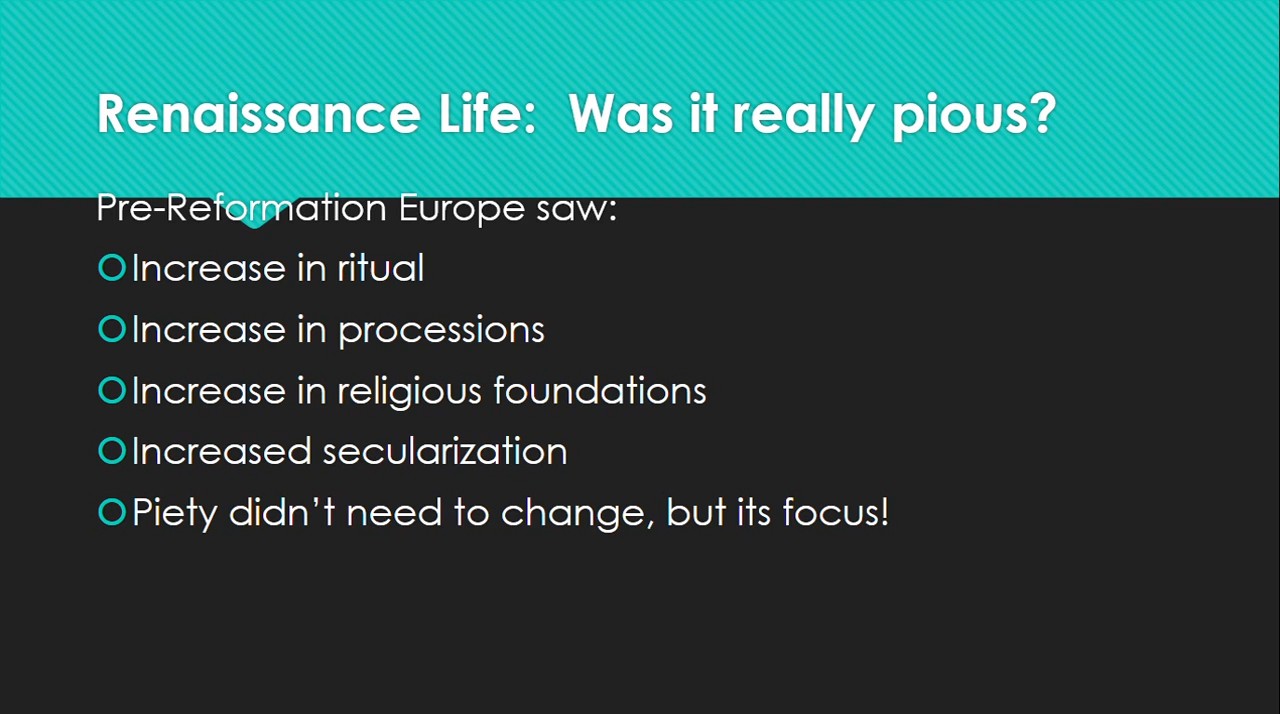 Renaissance Life:  Was it really pious?
Pre-Reformation Europe saw:
Increase in ritual
Increase in processions
Increase in religious foundations
Increased secularization
Piety didn’t need to change, but its focus!